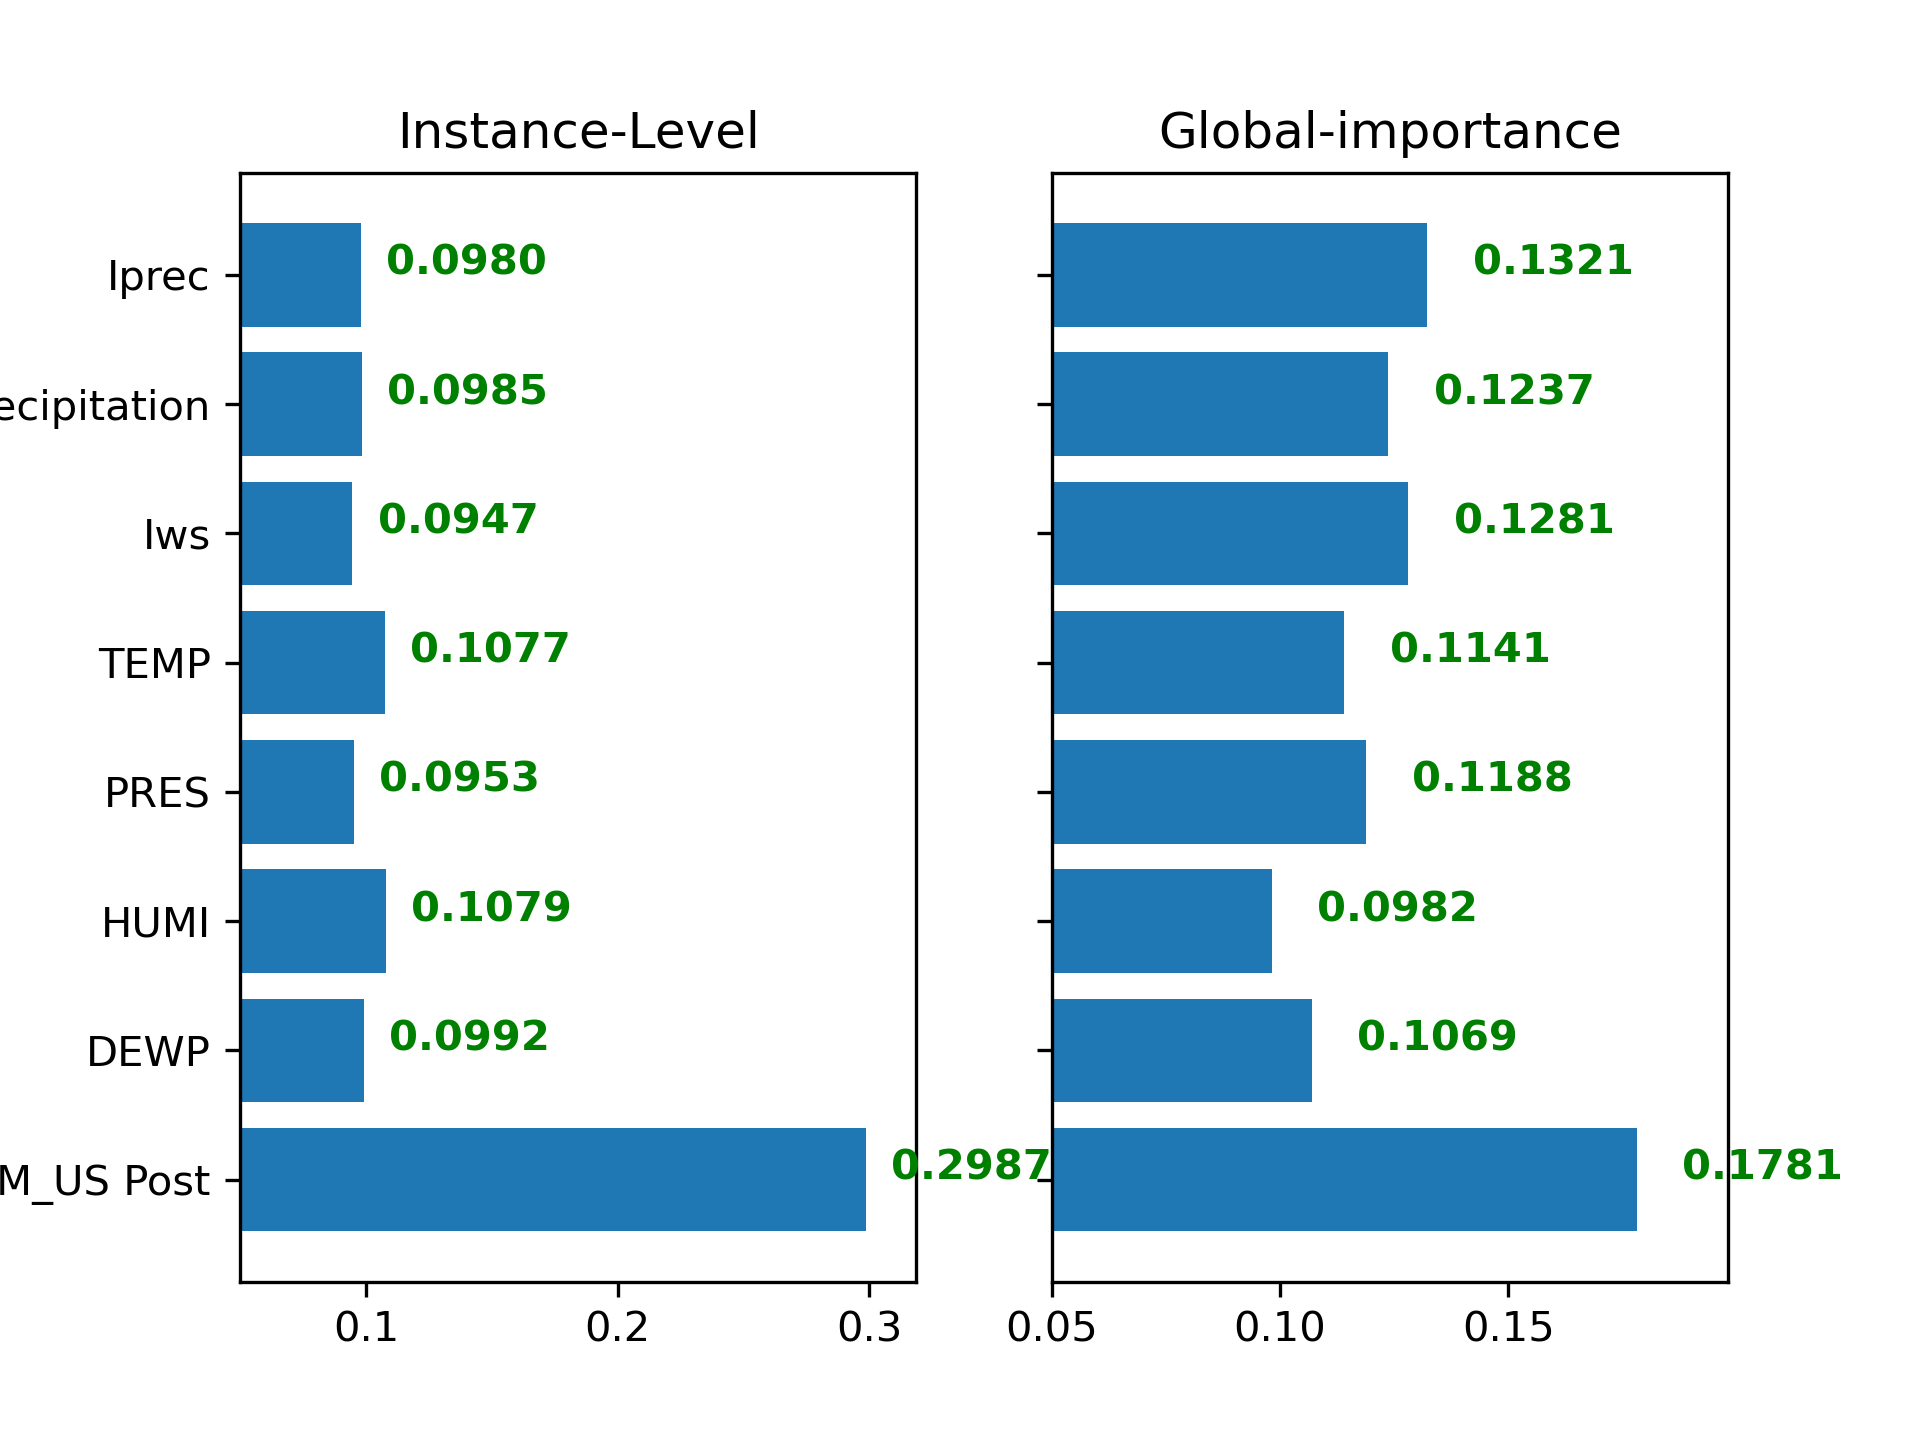 Instance-Level
Global-importance
Iprec
0.0980
0.1321
ecipitation
0.0985
0.1237
Iws
0.0947
0.1281
TEMP
0.1077
0.1141
PRES
0.0953
0.1188
HUMI
0.1079
0.0982
DEWP
0.0992
0.1069
M_US Post
0.2987
0.1781
0.1 0.2 0.3
0.05 0.10 0.15